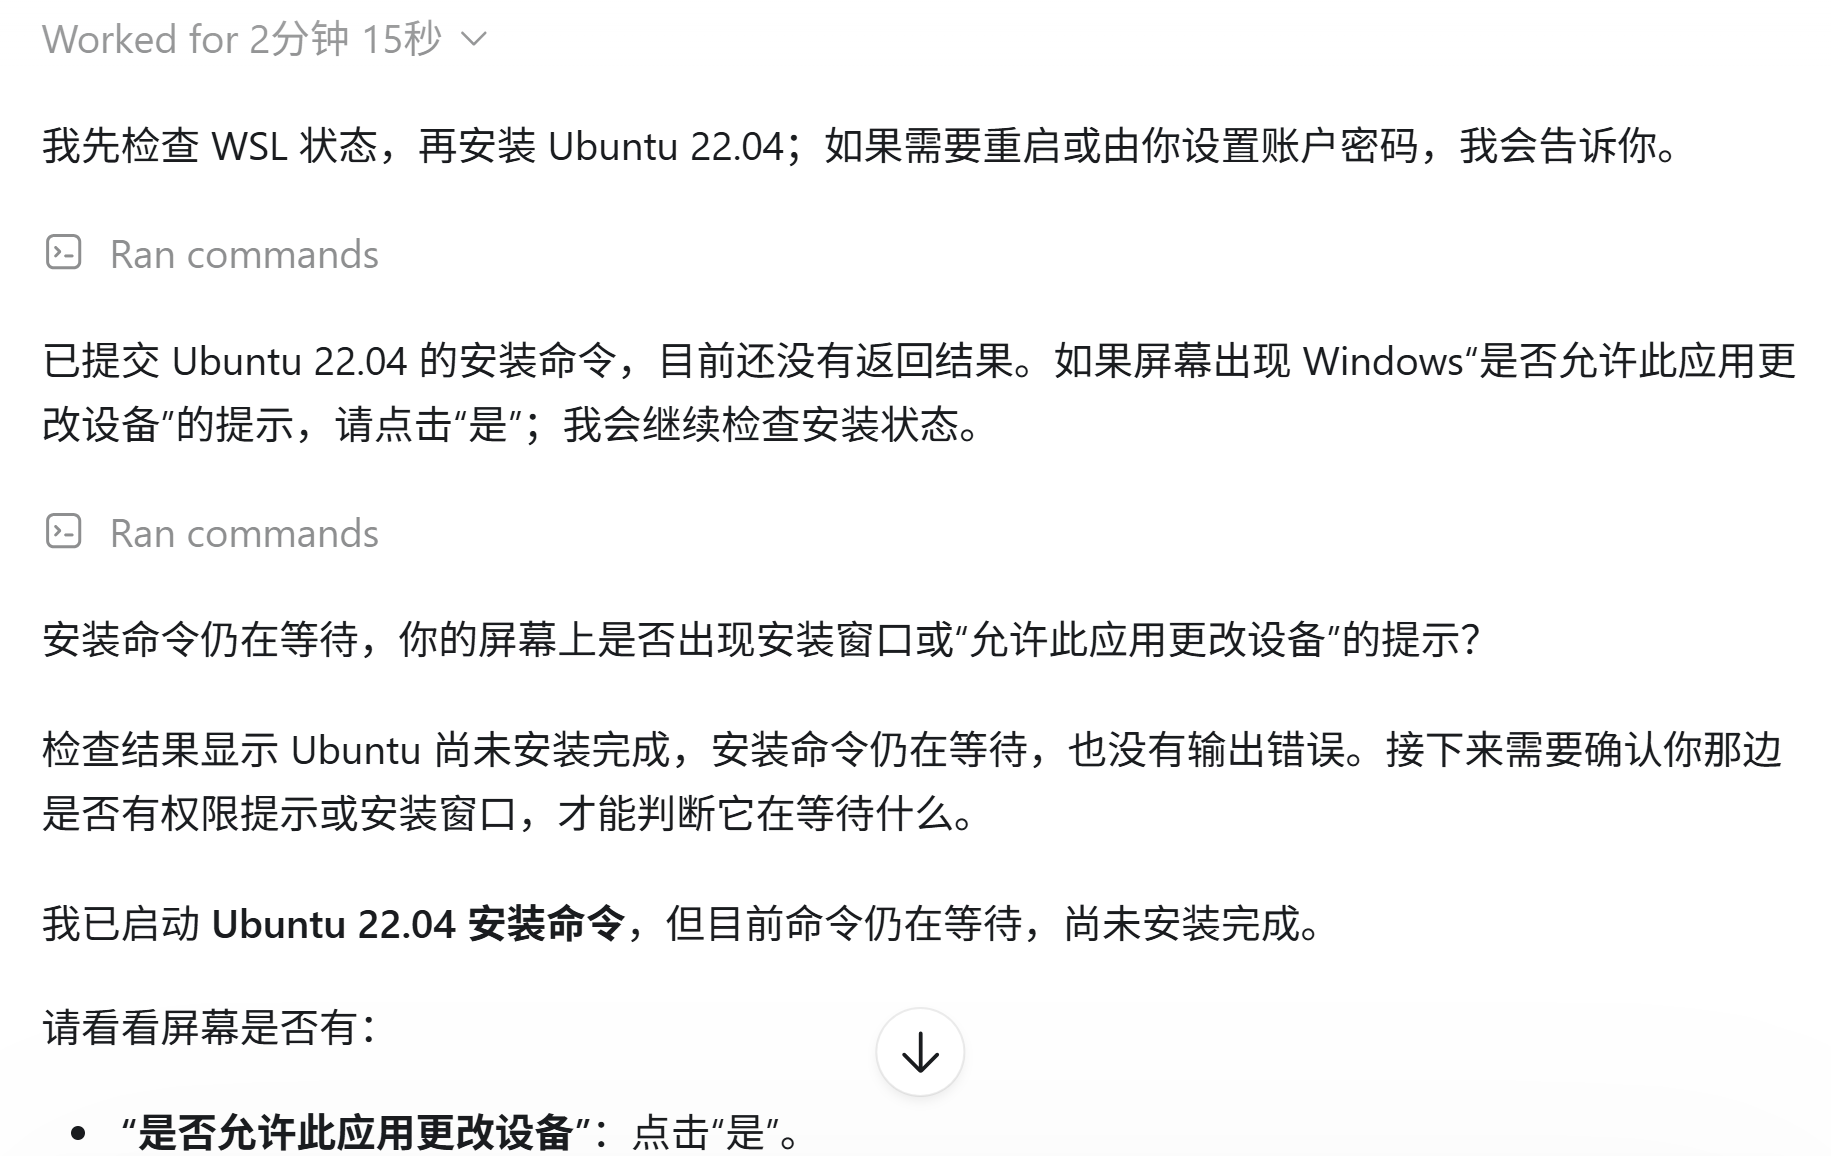 Worked for 2分钟 15秒
我先检查 WSL 状态，再安装 Ubuntu 22.04；如果需要重启或由你设置账户密码，我会告诉你。
Ran commands
已提交 Ubuntu 22.04 的安装命令，目前还没有返回结果。如果屏幕出现 Windows“是否允许此应用更
改设备”的提示，请点击“是”；我会继续检查安装状态。
Ran commands
安装命令仍在等待，你的屏幕上是否出现安装窗口或“允许此应用更改设备”的提示？
检查结果显示 Ubuntu 尚未安装完成，安装命令仍在等待，也没有输出错误。接下来需要确认你那边
是否有权限提示或安装窗口，才能判断它在等待什么。
我已启动 Ubuntu 22.04 安装命令，但目前命令仍在等待，尚未安装完成。
请看看屏幕是否有：
• “是否允许此应用更改设备”：点击“是”。